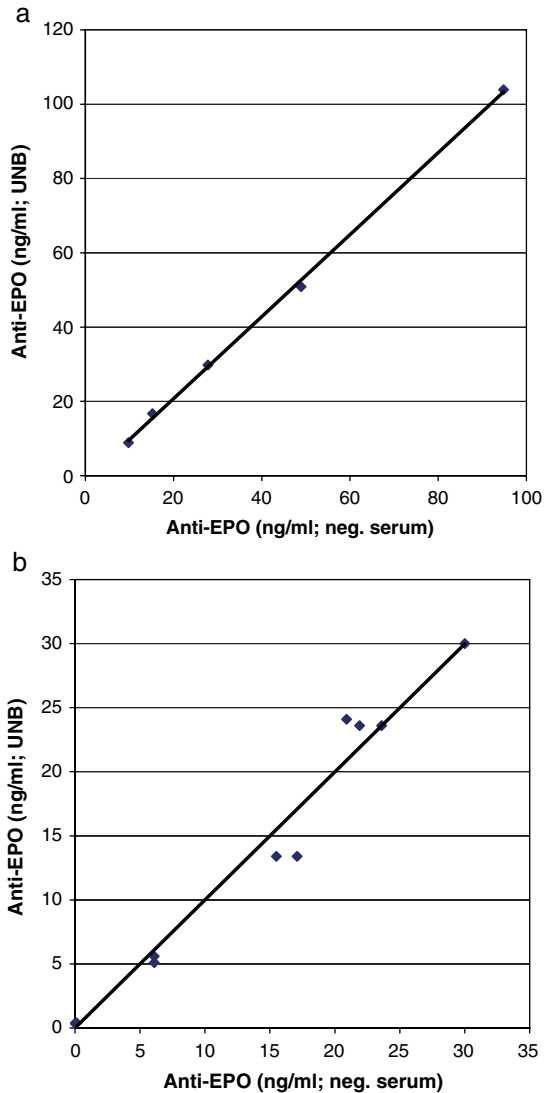 a
120
100
80
60
40
20
0
0 20 40 60 80 100
Anti-EPO (ng/ml; UNB)
Anti-EPO (ng/ml; neg. serum)
b
35
30
25
20
15
10
5
0
0 5 10 15 20 25 30 35
Anti-EPO (ng/ml; UNB)
Anti-EPO (ng/ml; neg. serum)